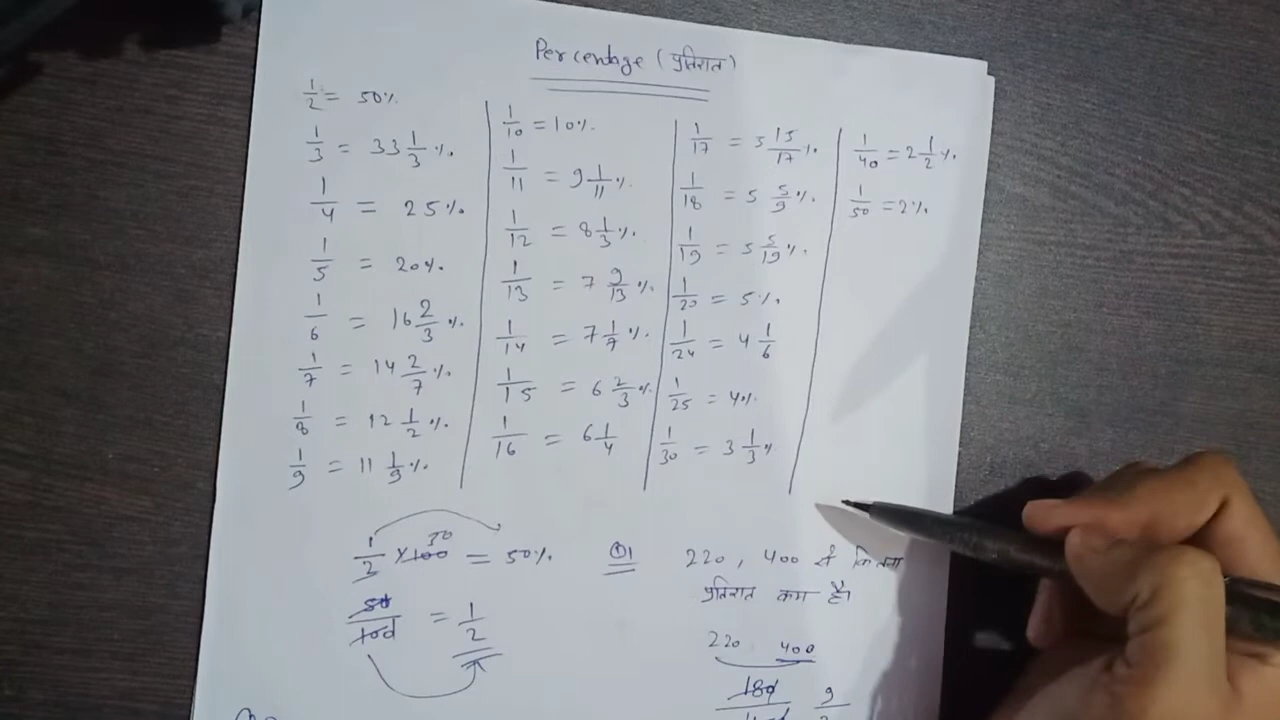 Percentage (प्रतिशत)
1/2 = 50%
1/3 = 33 1/3 %
1/4 = 25%
1/5 = 20%
1/6 = 16 2/3 %
1/7 = 14 2/7 %
1/8 = 12 1/2 %
1/9 = 11 1/9 %
1/10 = 10%
1/11 = 9 1/11 %
1/12 = 8 1/3 %
1/13 = 7 9/13 %
1/14 = 7 1/7 %
1/15 = 6 2/3 %
1/16 = 6 1/4
1/17 = 5 15/17 %
1/18 = 5 5/9 %
1/19 = 5 5/19 %
1/20 = 5%
1/24 = 4 1/6
1/25 = 4%
1/30 = 3 1/3 %
1/40 = 2 1/2 %
1/50 = 2%
1/2 × 100 50 = 50%
50/100 = 1/2
Q1 220, 400 से कितना
प्रतिशत कम है।
220 400
180 9